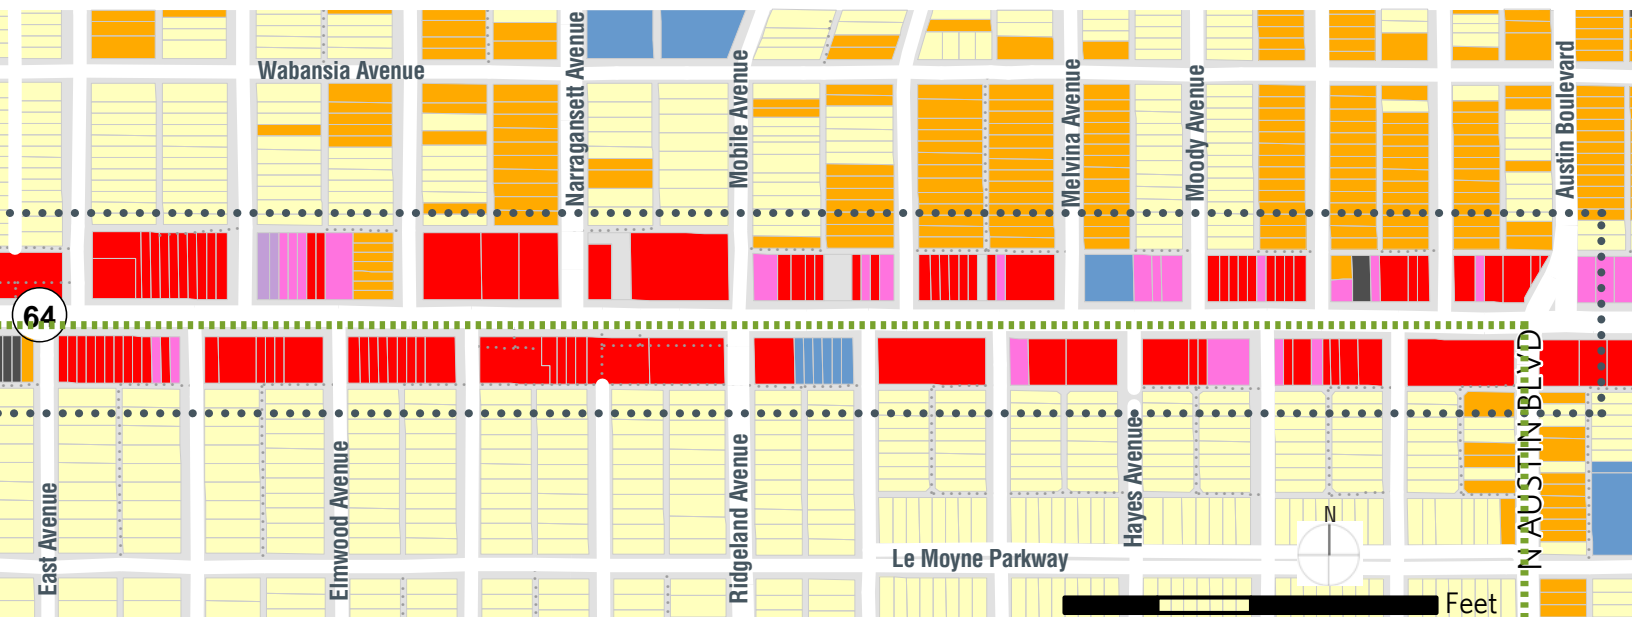 Wabansia Avenue
Narragansett Avenue
Mobile Avenue
Melvina Avenue
Moody Avenue
Austin Boulevard
64
East Avenue
Elmwood Avenue
Ridgeland Avenue
Hayes Avenue
N AUSTIN BLVD
Le Moyne Parkway
N
Feet